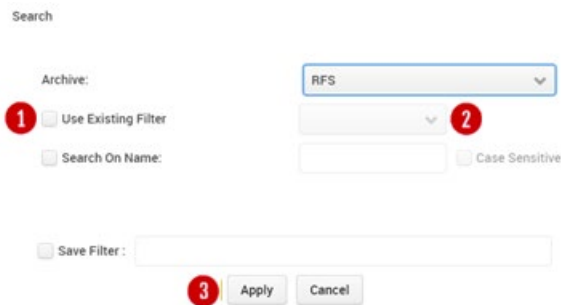 Search
Archive: RFS
1 Use Existing Filter 2
Search On Name: Case Sensitive
Save Filter :
3 Apply Cancel